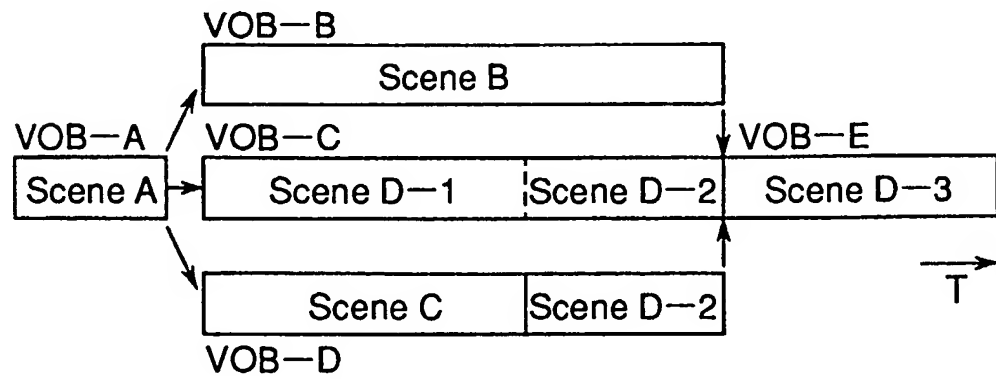 VOB—B
Scene B
VOB—A
VOB—C
VOB—E
Scene A
Scene D—1
Scene D—2
Scene D—3
T
Scene C
Scene D—2
VOB—D